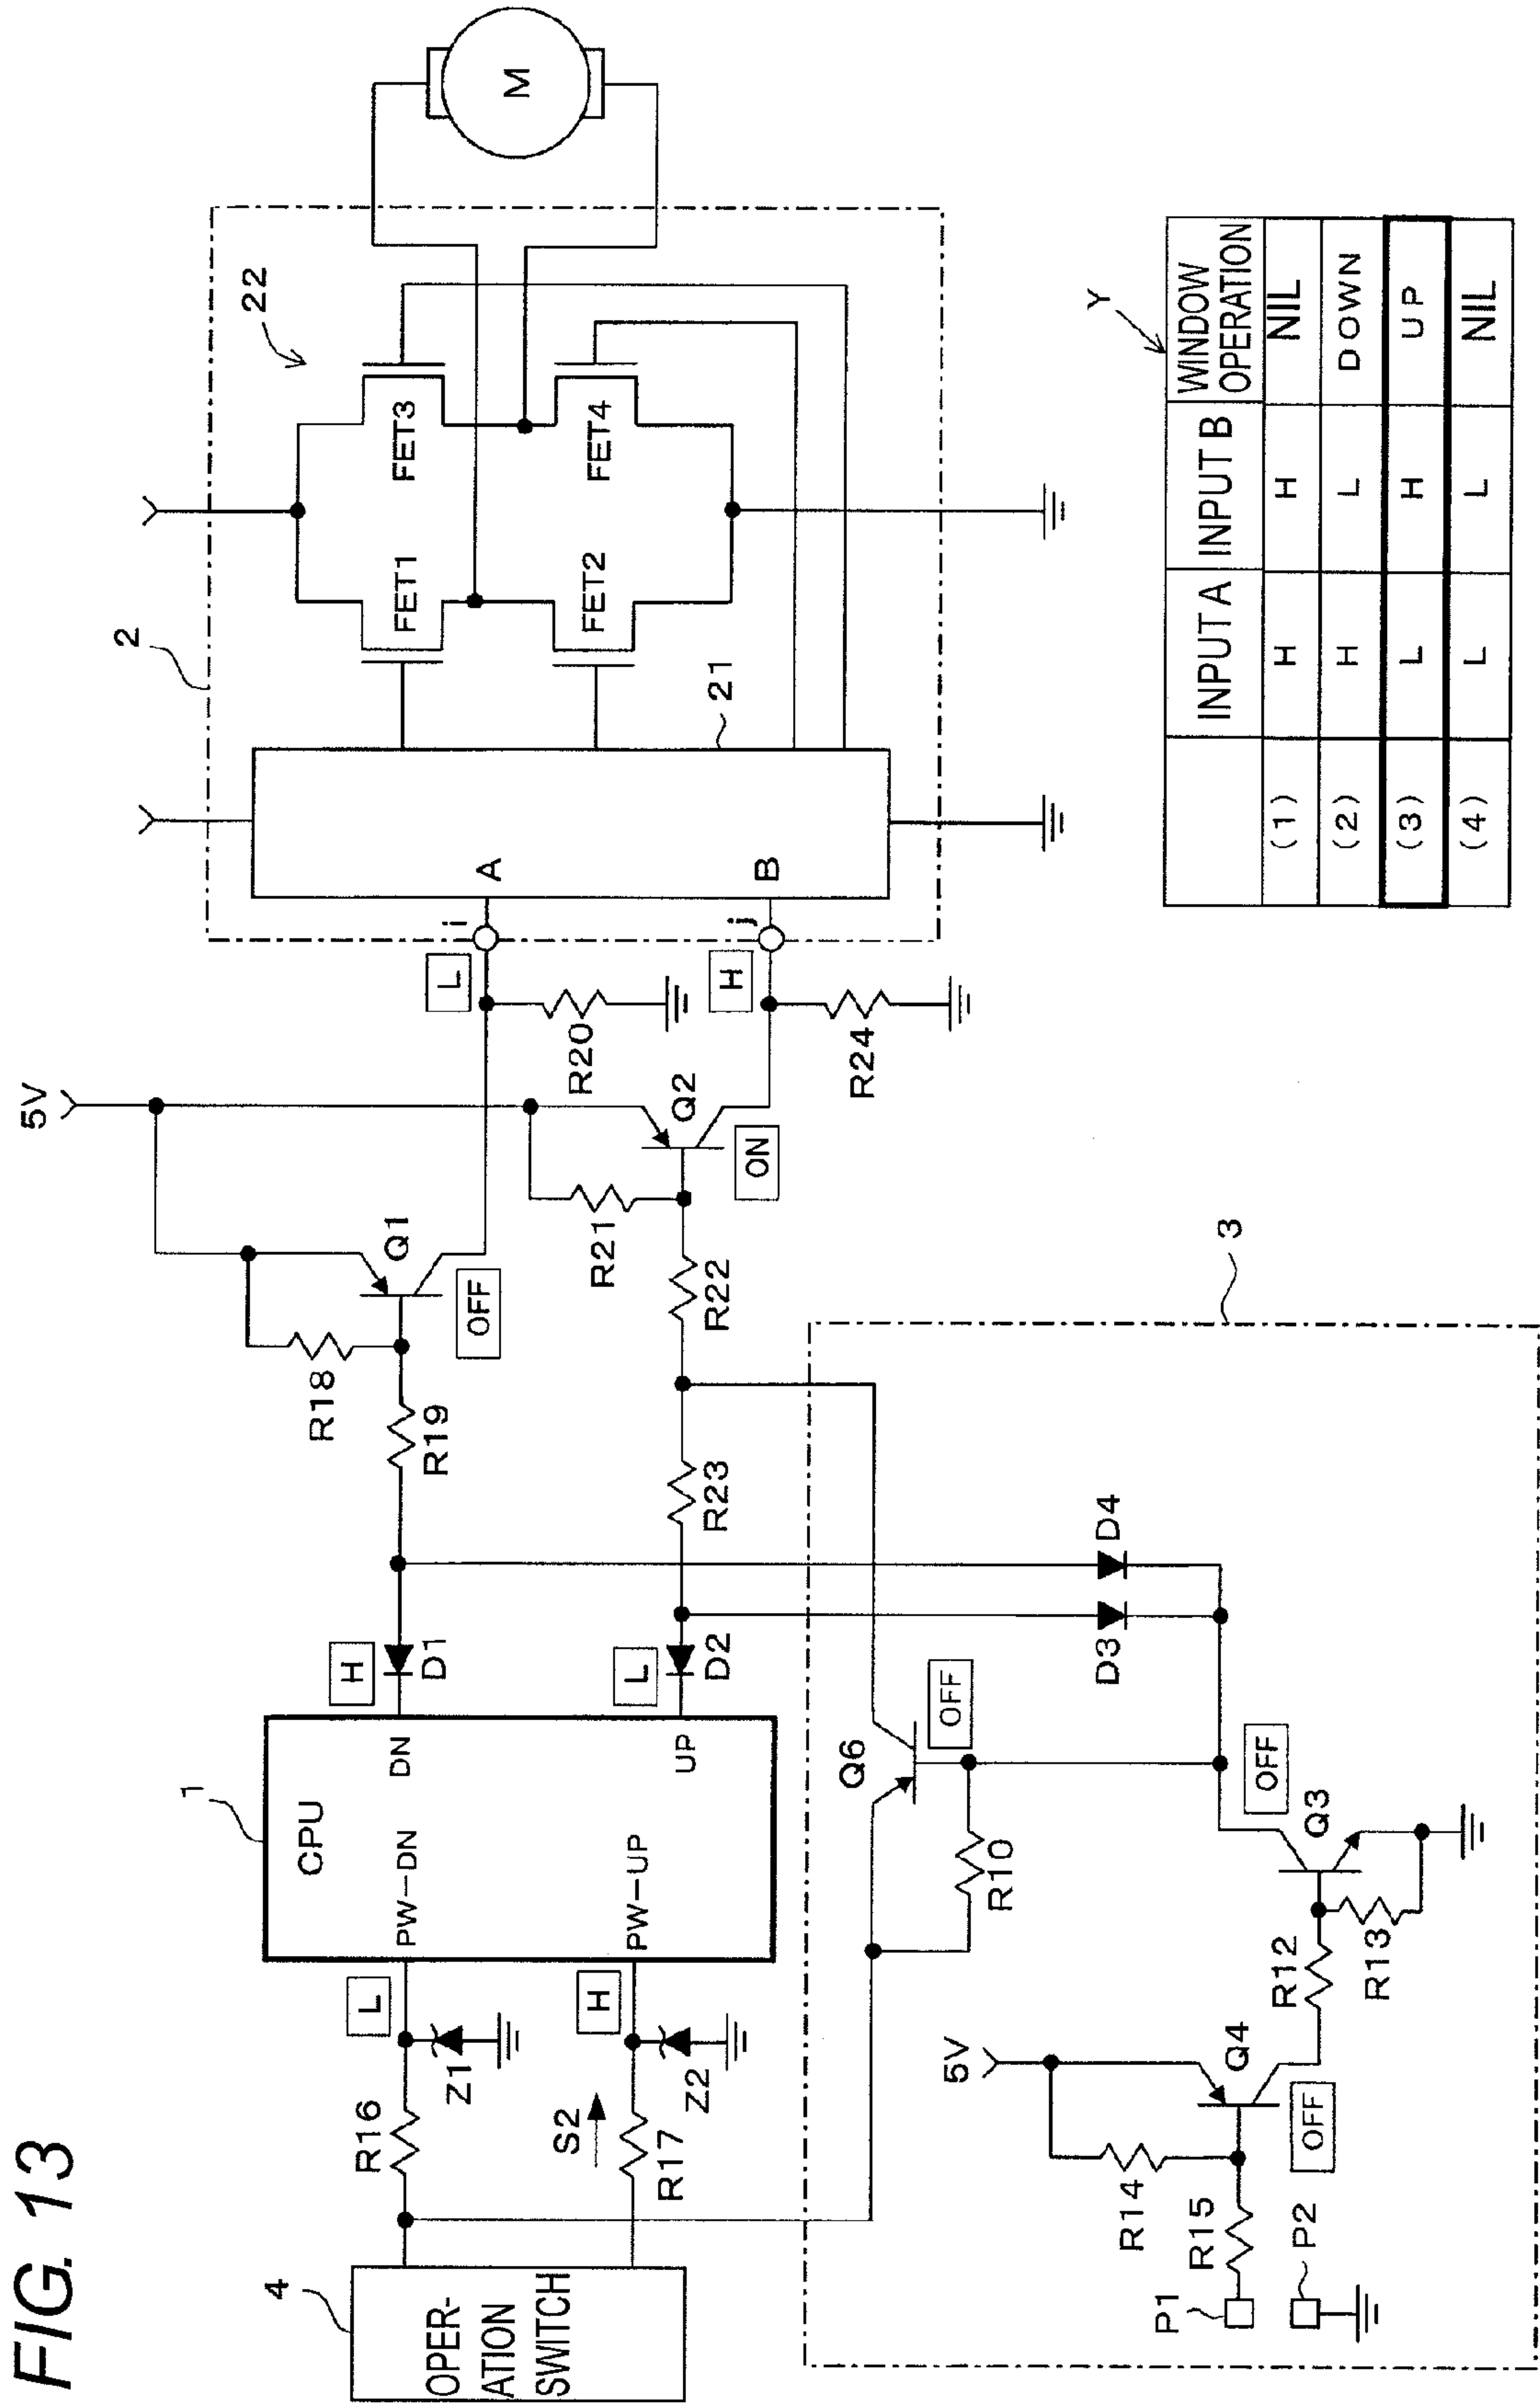 FIG. 13
4
OPER-
ATION
SWITCH
R16
Z1
L
S2
R17
Z2
H
1
CPU
PW-DN
PW-UP
DN
UP
H
D1
L
D2
R19
R18
Q1
OFF
5V
R23
R22
R21
Q2
ON
R20
R24
L
i
H
j
2
A
B
21
22
FET1
FET2
FET3
FET4
M
3
Q6
OFF
R10
D3
D4
OFF
Q3
R12
R13
5V
Q4
OFF
R14
R15
P1
P2
Y
INPUT A INPUT B WINDOW
OPERATION
(1) H H NIL
(2) H L DOWN
(3) L H UP
(4) L L NIL